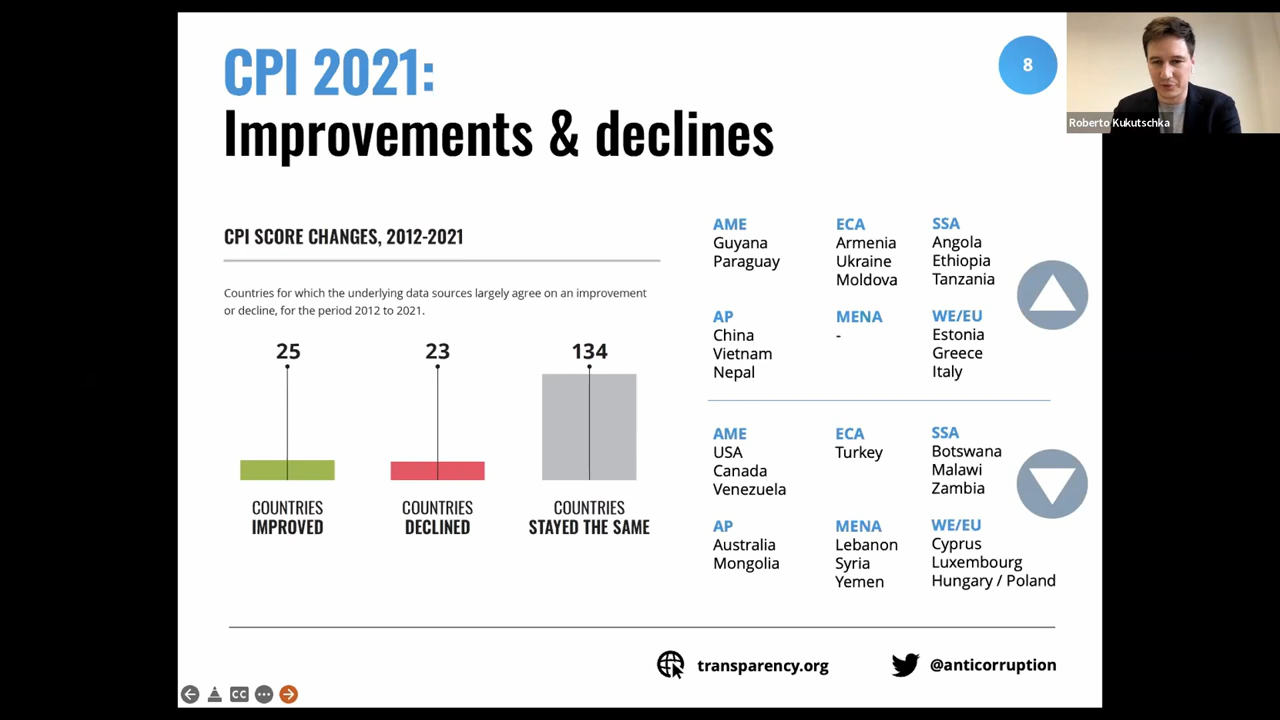 CPI 2021:
Improvements & declines
8
Roberto Kukutschka
CPI SCORE CHANGES, 2012-2021
Countries for which the underlying data sources largely agree on an improvement
or decline, for the period 2012 to 2021.
25
23
134
COUNTRIES
IMPROVED
COUNTRIES
DECLINED
COUNTRIES
STAYED THE SAME
AME
Guyana
Paraguay
ECA
Armenia
Ukraine
Moldova
SSA
Angola
Ethiopia
Tanzania
AP
China
Vietnam
Nepal
MENA
-
WE/EU
Estonia
Greece
Italy
AME
USA
Canada
Venezuela
ECA
Turkey
SSA
Botswana
Malawi
Zambia
AP
Australia
Mongolia
MENA
Lebanon
Syria
Yemen
WE/EU
Cyprus
Luxembourg
Hungary / Poland
transparency.org
@anticorruption
CC